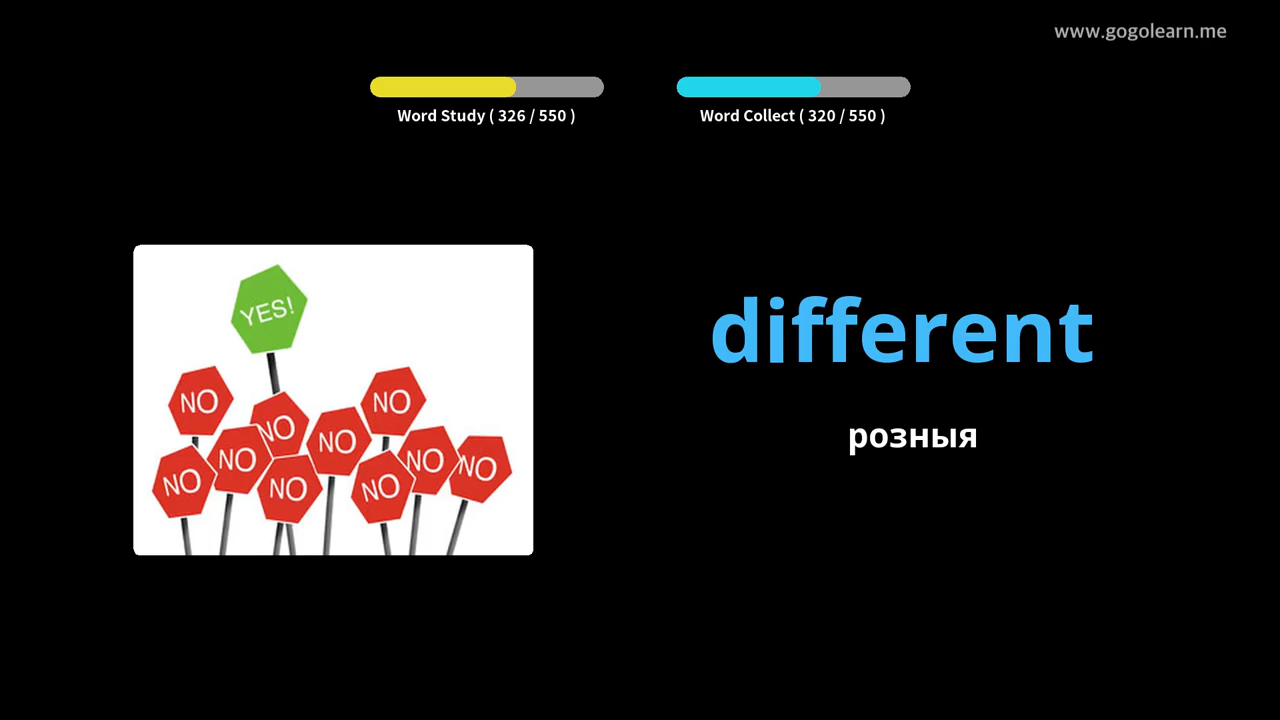 www.gogolearn.me
Word Study ( 326 / 550 )
Word Collect ( 320 / 550 )
YES!
NO
NO
NO
NO
NO
NO
NO
NO
NO
NO
different
розныя